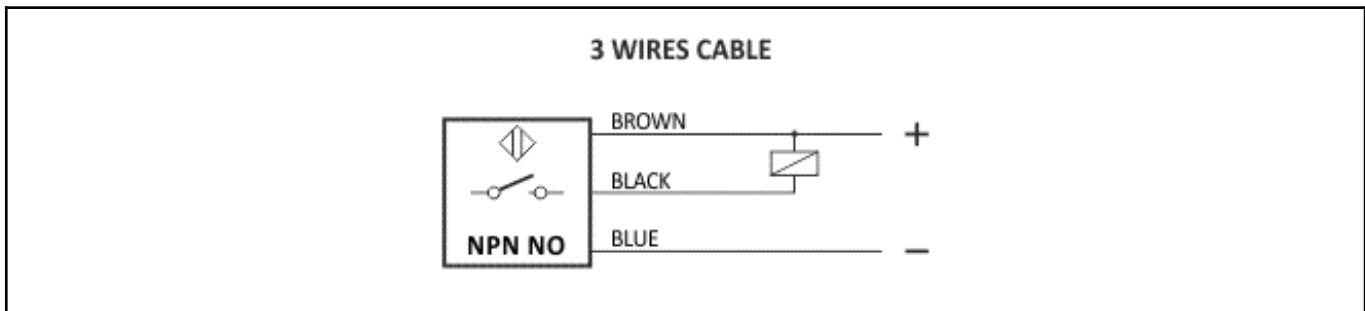 3 WIRES CABLE
BROWN
+
BLACK
NPN NO
BLUE
−